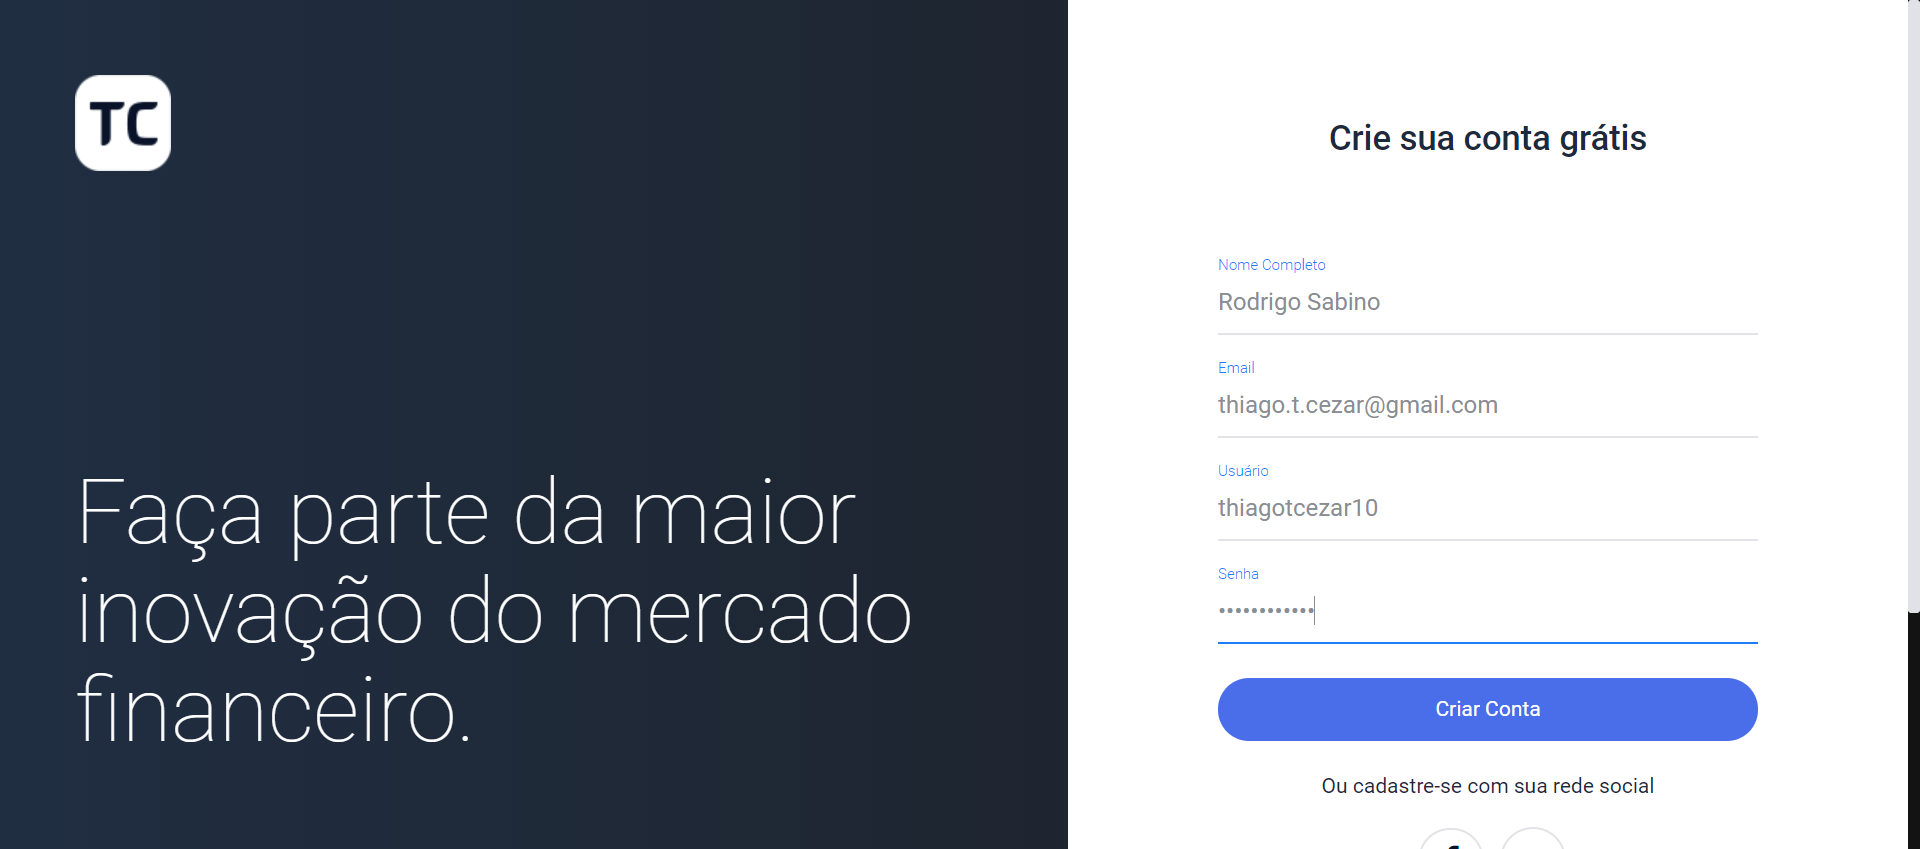 TC
Faça parte da maior
inovação do mercado
financeiro.
Crie sua conta grátis
Nome Completo
Rodrigo Sabino
Email
thiago.t.cezar@gmail.com
Usuário
thiagotcezar10
Senha
••••••••••••
Criar Conta
Ou cadastre-se com sua rede social